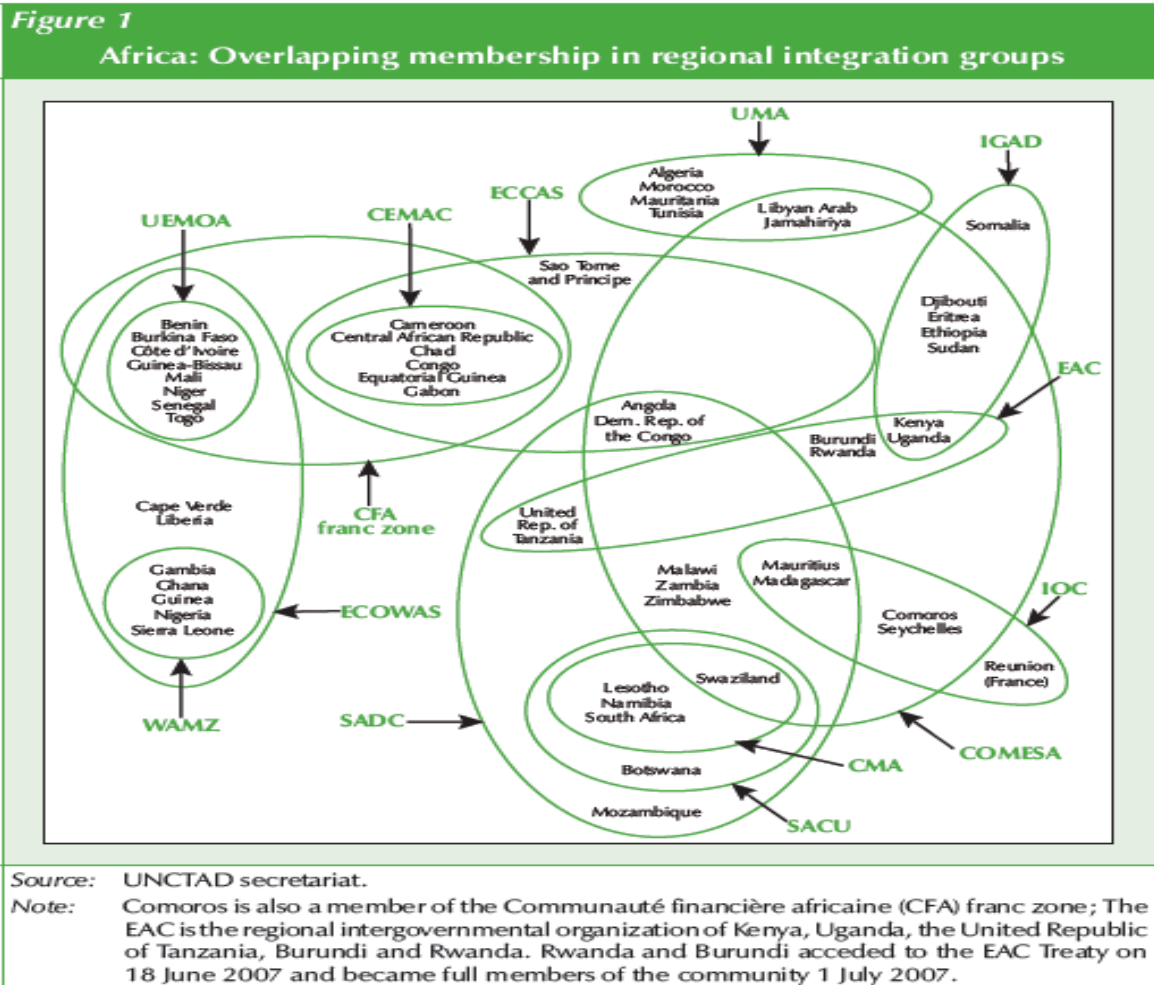 Figure 1
Africa: Overlapping membership in regional integration groups
UMA
IGAD
ECCAS
CEMAC
UEMOA
Algeria
Morocco
Mauritania
Tunisia
Libyan Arab
Jamahiriya
Somalia
Sao Tome
and Principe
Djibouti
Eritrea
Ethiopia
Sudan
Benin
Burkina Faso
Côte d'Ivoire
Guinea-Bissau
Mali
Niger
Senegal
Togo
Cameroon
Central African Republic
Chad
Congo
Equatorial Guinea
Gabon
EAC
Angola
Dem. Rep. of
the Congo
Kenya
Uganda
Burundi
Rwanda
CFA
franc zone
Cape Verde
Liberia
United
Rep. of
Tanzania
Gambia
Ghana
Guinea
Nigeria
Sierra Leone
ECOWAS
Malawi
Zambia
Zimbabwe
Mauritius
Madagascar
IOC
Comoros
Seychelles
Reunion
(France)
WAMZ
SADC
Swaziland
Lesotho
Namibia
South Africa
COMESA
CMA
Botswana
Mozambique
SACU
Source: UNCTAD secretariat.
Note: Comoros is also a member of the Communauté financière africaine (CFA) franc zone; The
EAC is the regional intergovernmental organization of Kenya, Uganda, the United Republic
of Tanzania, Burundi and Rwanda. Rwanda and Burundi acceded to the EAC Treaty on
18 June 2007 and became full members of the community 1 July 2007.